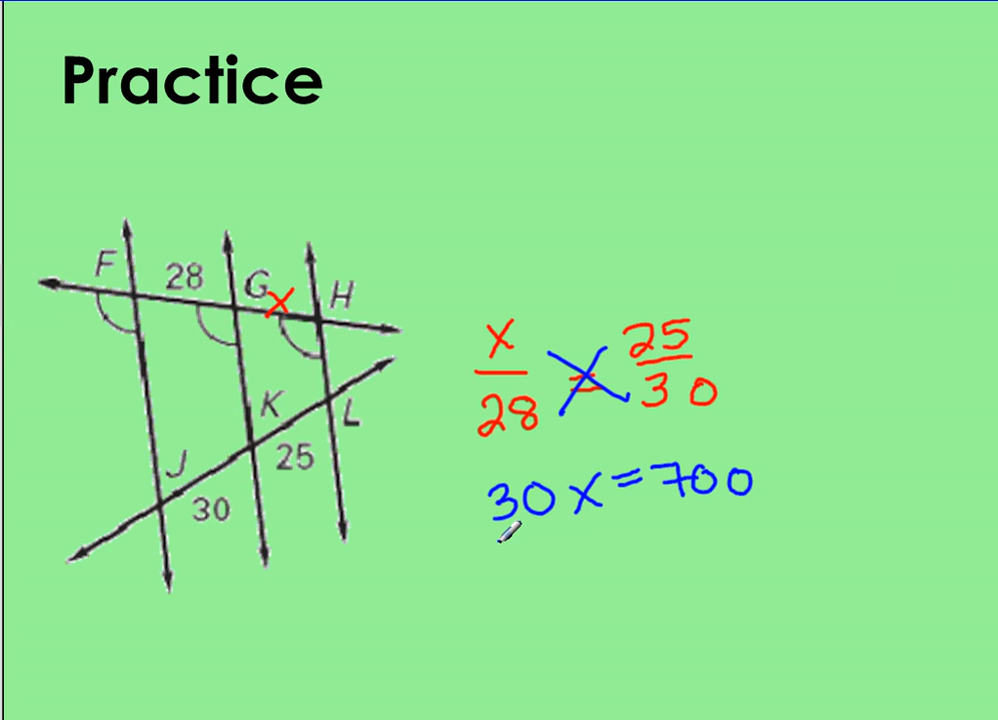 Practice
F 28 G x H
x/28 = 25/30
K L
J 25
30
30x = 700